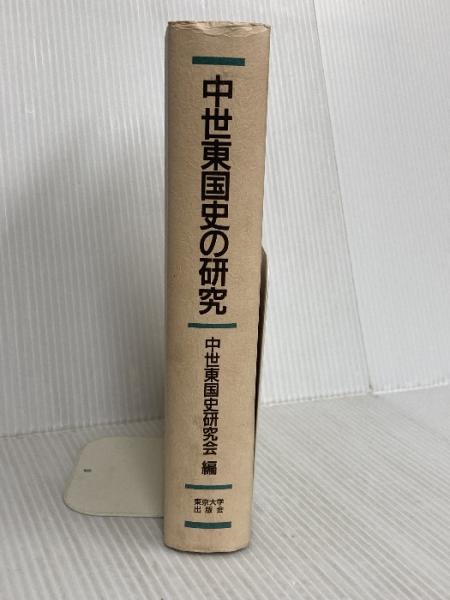 中世東国史の研究
中世東国史研究会 編
東京大学
出版会